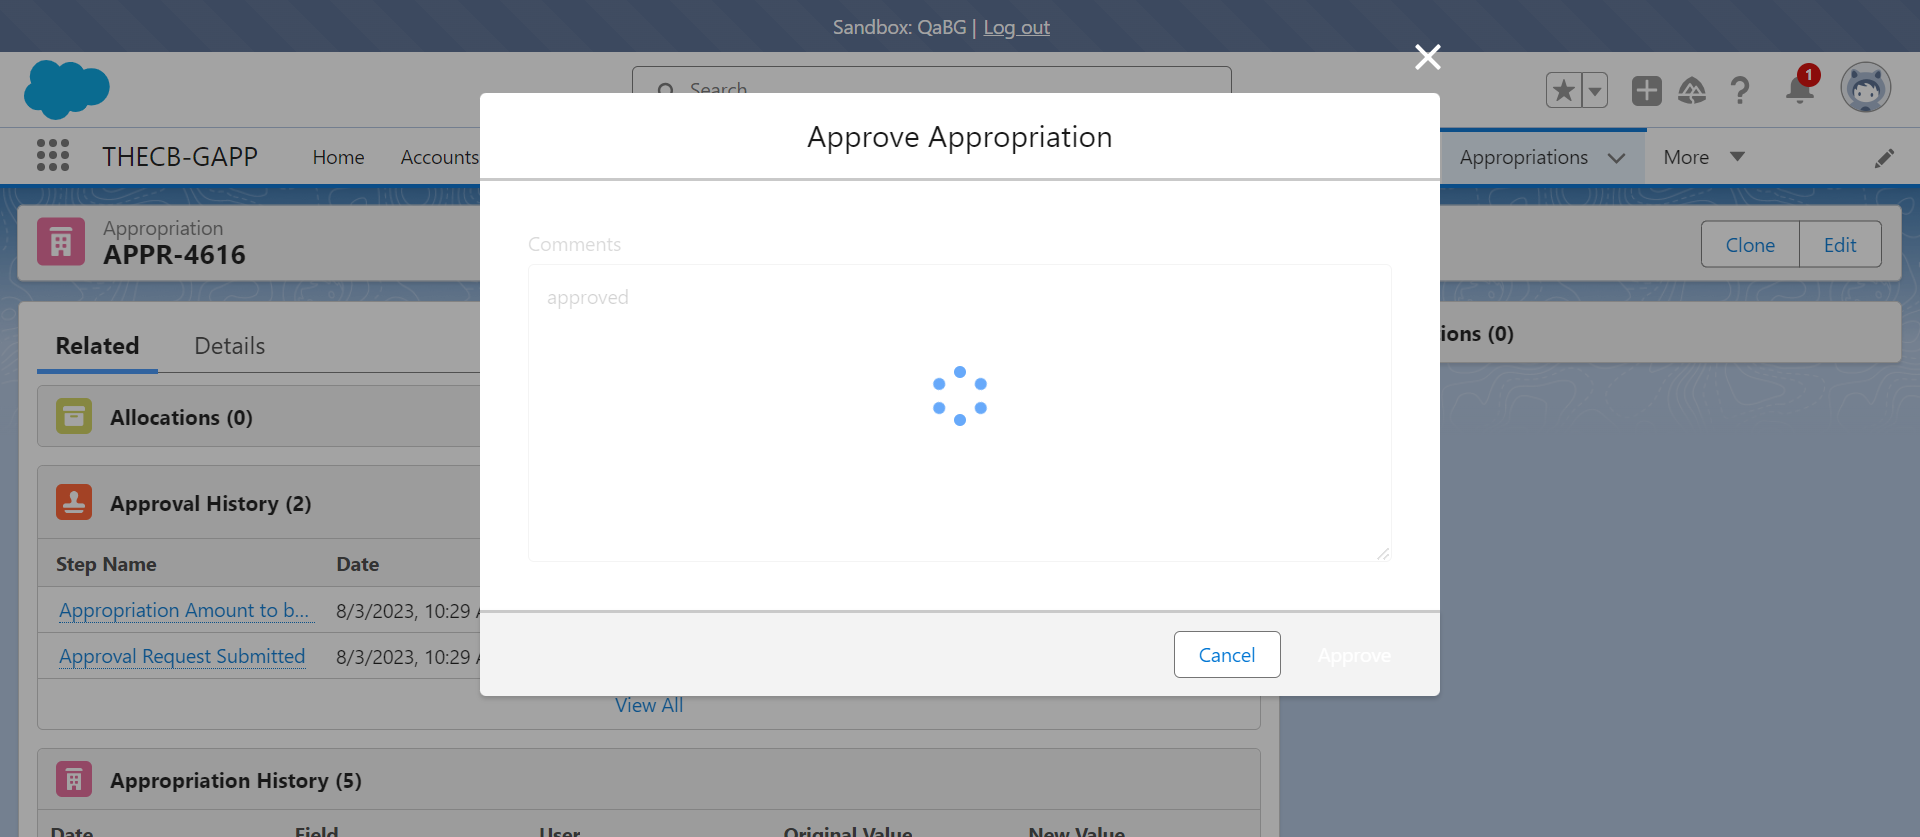 Sandbox: QaBG | Log out
Search
1
THECB-GAPP Home Accounts Appropriations More
Approve Appropriation
Appropriation
APPR-4616
Clone Edit
Comments
approved
Related Details
ions (0)
Allocations (0)
Approval History (2)
Step Name Date
Appropriation Amount to b... 8/3/2023, 10:29
Approval Request Submitted 8/3/2023, 10:29
Cancel Approve
View All
Appropriation History (5)
Date Field User Original Value New Value